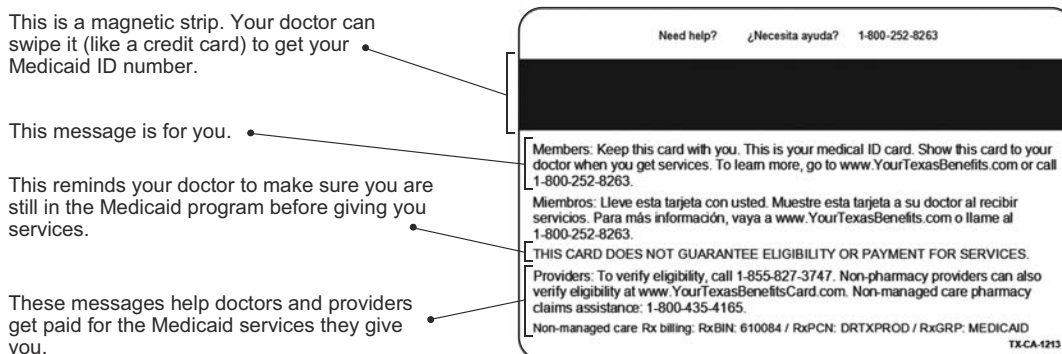 This is a magnetic strip. Your doctor can
swipe it (like a credit card) to get your
Medicaid ID number.
This message is for you.
This reminds your doctor to make sure you are
still in the Medicaid program before giving you
services.
These messages help doctors and providers
get paid for the Medicaid services they give
you.
Need help? ¿Necesita ayuda? 1-800-252-8263
Members: Keep this card with you. This is your medical ID card. Show this card to your
doctor when you get services. To learn more, go to www.YourTexasBenefits.com or call
1-800-252-8263.
Miembros: Lleve esta tarjeta con usted. Muestre esta tarjeta a su doctor al recibir
servicios. Para más información, vaya a www.YourTexasBenefits.com o llame al
1-800-252-8263.
THIS CARD DOES NOT GUARANTEE ELIGIBILITY OR PAYMENT FOR SERVICES.
Providers: To verify eligibility, call 1-855-827-3747. Non-pharmacy providers can also
verify eligibility at www.YourTexasBenefitsCard.com. Non-managed care pharmacy
claims assistance: 1-800-435-4165.
Non-managed care Rx billing: RxBIN: 610084 / RxPCN: DRTXPROD / RxGRP: MEDICAID
TX-CA-1213